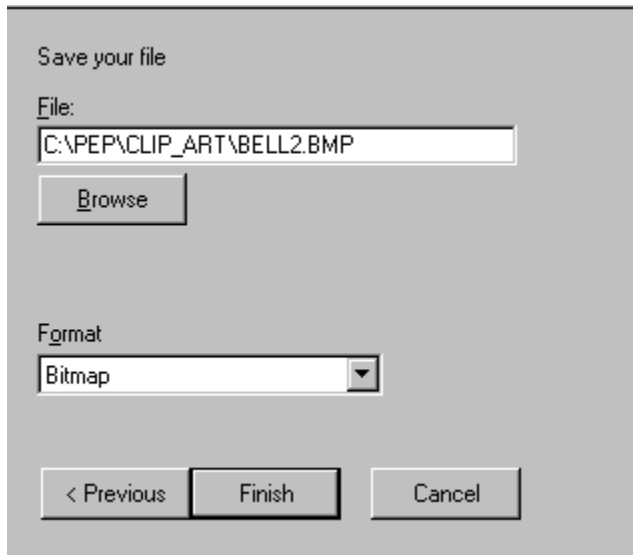 Save your file
File:
C:\PEP\CLIP_ART\BELL2.BMP
Browse
Format
Bitmap
< Previous Finish Cancel